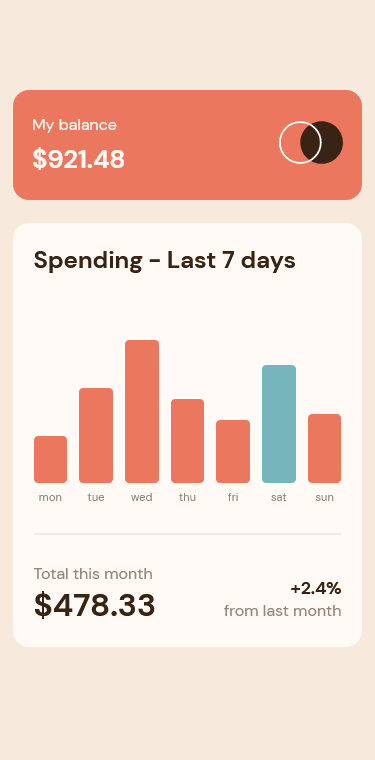 My balance
$921.48
Spending - Last 7 days
mon tue wed thu fri sat sun
Total this month
$478.33
+2.4%
from last month